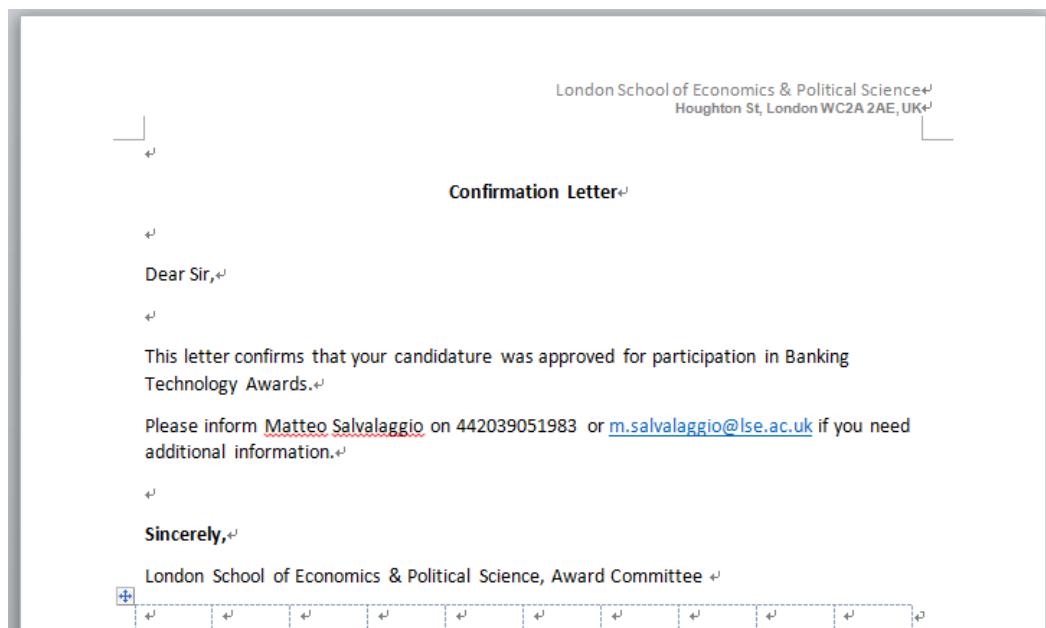 London School of Economics & Political Science
Houghton St, London WC2A 2AE, UK
Confirmation Letter
Dear Sir,
This letter confirms that your candidature was approved for participation in Banking
Technology Awards.
Please inform Matteo Salvalaggio on 442039051983 or m.salvalaggio@lse.ac.uk if you need
additional information.
Sincerely,
London School of Economics & Political Science, Award Committee